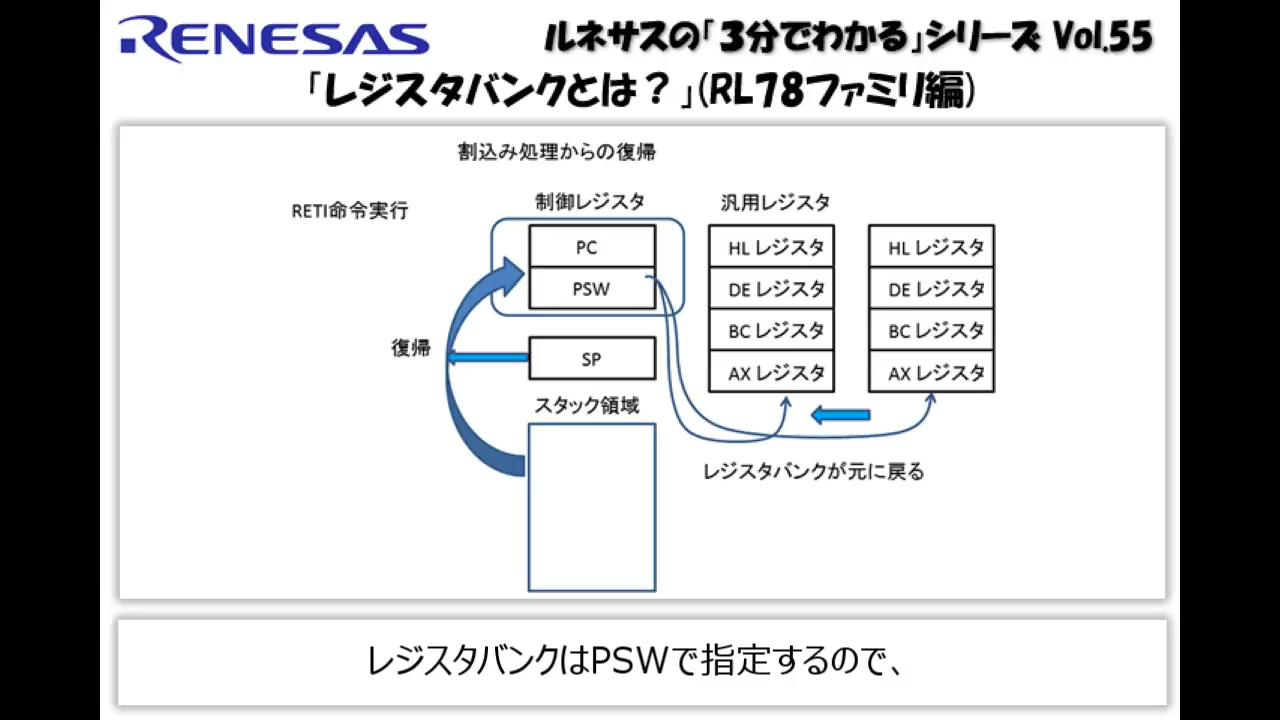 RENESAS
ルネサスの「３分でわかる」シリーズ Vol.55
「レジスタバンクとは？」(RL78ファミリ編)
割込み処理からの復帰
RETI命令実行
制御レジスタ
汎用レジスタ
PC
HL レジスタ
HL レジスタ
PSW
DE レジスタ
DE レジスタ
BC レジスタ
BC レジスタ
復帰
SP
AX レジスタ
AX レジスタ
スタック領域
レジスタバンクが元に戻る
レジスタバンクはPSWで指定するので、